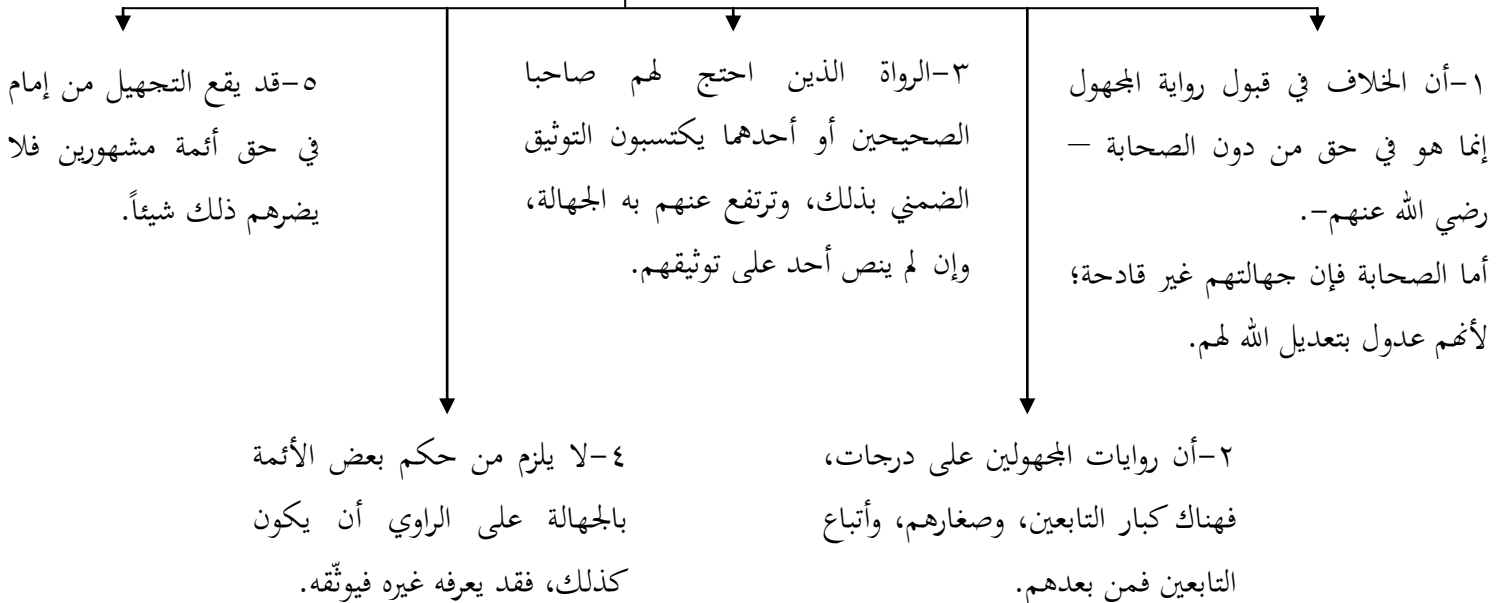 ١-أن الخلاف في قبول رواية المجهول
إنما هو في حق من دون الصحابة –
رضي الله عنهم-.
أما الصحابة فإن جهالتهم غير قادحة؛
لأنهم عدول بتعديل الله لهم.
٢-أن روايات المجهولين على درجات،
فهناك كبار التابعين، وصغارهم، وأتباع
التابعين فمن بعدهم.
٣-الرواة الذين احتج لهم صاحبا
الصحيحين أو أحدهما يكتسبون التوثيق
الضمني بذلك، وترتفع عنهم به الجهالة،
وإن لم ينص أحد على توثيقهم.
٤-لا يلزم من حكم بعض الأئمة
بالجهالة على الراوي أن يكون
كذلك، فقد يعرفه غيره فيوثّقه.
٥-قد يقع التجهيل من إمام
في حق أئمة مشهورين فلا
يضرهم ذلك شيئاً.